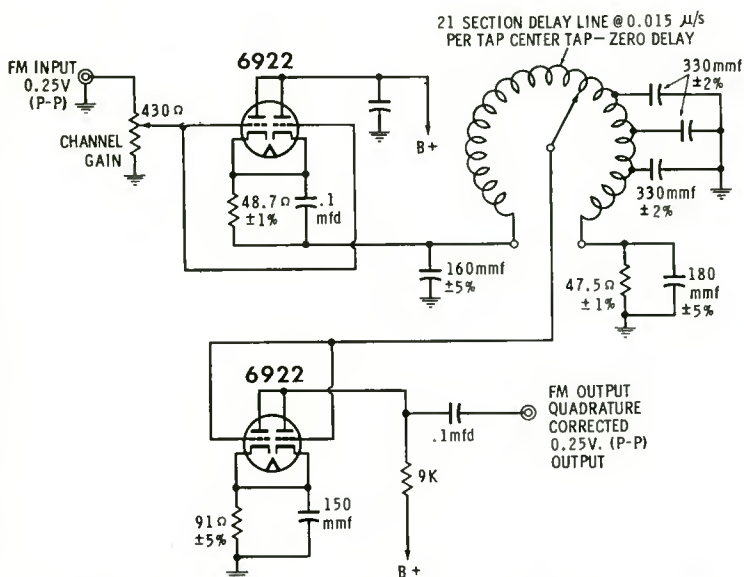 21 SECTION DELAY LINE @ 0.015 μ/s
PER TAP CENTER TAP—ZERO DELAY
FM INPUT
0.25V
(P-P)
6922
430Ω
CHANNEL
GAIN
B+
330mmf
±2%
330mmf
±2%
48.7Ω
±1%
.1
mfd
160mmf
±5%
47.5Ω
±1%
180
mmf
±5%
6922
FM OUTPUT
QUADRATURE
CORRECTED
0.25V. (P-P)
OUTPUT
.1mfd
9K
91Ω
±5%
150
mmf
B+